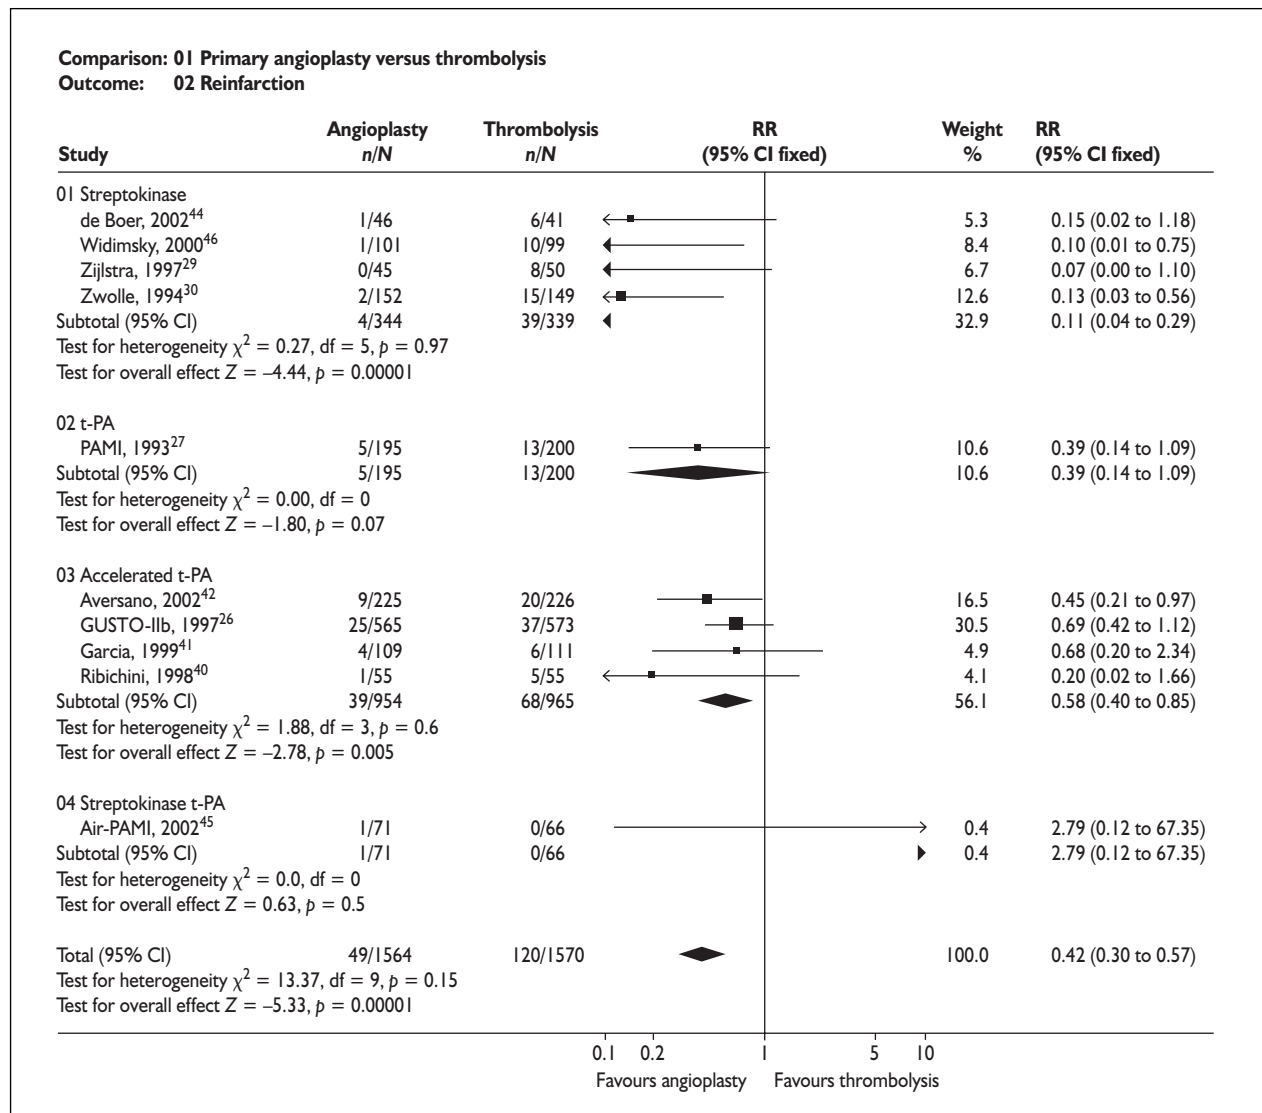 Comparison: 01 Primary angioplasty versus thrombolysis
Outcome: 02 Reinfarction
Angioplasty Thrombolysis RR Weight RR
Study n/N n/N (95% CI fixed) % (95% CI fixed)
01 Streptokinase
de Boer, 2002⁴⁴ 1/46 6/41 5.3 0.15 (0.02 to 1.18)
Widimsky, 2000⁴⁶ 1/101 10/99 8.4 0.10 (0.01 to 0.75)
Zijlstra, 1997²⁹ 0/45 8/50 6.7 0.07 (0.00 to 1.10)
Zwolle, 1994³⁰ 2/152 15/149 12.6 0.13 (0.03 to 0.56)
Subtotal (95% CI) 4/344 39/339 32.9 0.11 (0.04 to 0.29)
Test for heterogeneity χ² = 0.27, df = 5, p = 0.97
Test for overall effect Z = –4.44, p = 0.00001
02 t-PA
PAMI, 1993²⁷ 5/195 13/200 10.6 0.39 (0.14 to 1.09)
Subtotal (95% CI) 5/195 13/200 10.6 0.39 (0.14 to 1.09)
Test for heterogeneity χ² = 0.00, df = 0
Test for overall effect Z = –1.80, p = 0.07
03 Accelerated t-PA
Aversano, 2002⁴² 9/225 20/226 16.5 0.45 (0.21 to 0.97)
GUSTO-IIb, 1997²⁶ 25/565 37/573 30.5 0.69 (0.42 to 1.12)
Garcia, 1999⁴¹ 4/109 6/111 4.9 0.68 (0.20 to 2.34)
Ribichini, 1998⁴⁰ 1/55 5/55 4.1 0.20 (0.02 to 1.66)
Subtotal (95% CI) 39/954 68/965 56.1 0.58 (0.40 to 0.85)
Test for heterogeneity χ² = 1.88, df = 3, p = 0.6
Test for overall effect Z = –2.78, p = 0.005
04 Streptokinase t-PA
Air-PAMI, 2002⁴⁵ 1/71 0/66 0.4 2.79 (0.12 to 67.35)
Subtotal (95% CI) 1/71 0/66 0.4 2.79 (0.12 to 67.35)
Test for heterogeneity χ² = 0.0, df = 0
Test for overall effect Z = 0.63, p = 0.5
Total (95% CI) 49/1564 120/1570 100.0 0.42 (0.30 to 0.57)
Test for heterogeneity χ² = 13.37, df = 9, p = 0.15
Test for overall effect Z = –5.33, p = 0.00001
0.1 0.2 1 5 10
Favours angioplasty Favours thrombolysis